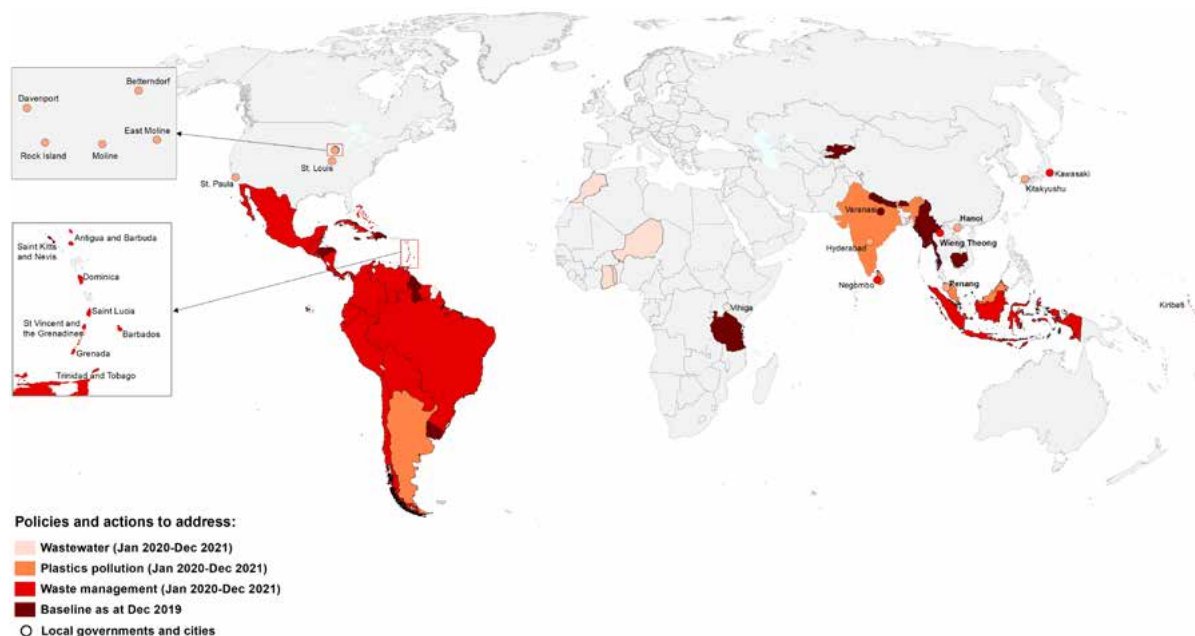 Betterndorf
Davenport
East Moline
Rock Island
Moline
St. Louis
St. Paula
Kawasaki
Kitakyushu
Varanasi
Hanoi
Wieng Theong
Hyderabad
Negombo
Penang
Kiribati
Vihiga
Saint Kitts
and Nevis
Antigua and Barbuda
Dominica
Saint Lucia
St Vincent and
the Grenadines
Barbados
Grenada
Trinidad and Tobago
Policies and actions to address:
Wastewater (Jan 2020-Dec 2021)
Plastics pollution (Jan 2020-Dec 2021)
Waste management (Jan 2020-Dec 2021)
Baseline as at Dec 2019
Local governments and cities